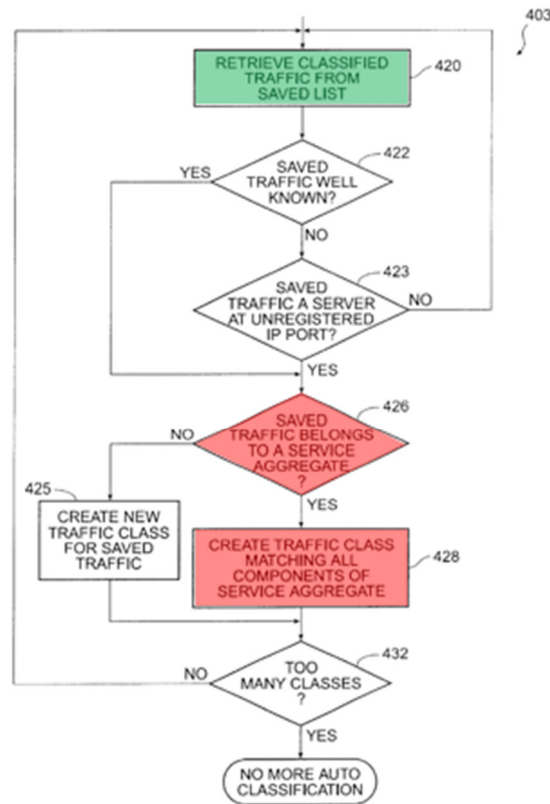 403
RETRIEVE CLASSIFIED
TRAFFIC FROM
SAVED LIST
420
422
YES
SAVED
TRAFFIC WELL
KNOWN?
NO
423
SAVED
TRAFFIC A SERVER
AT UNREGISTERED
IP PORT?
NO
YES
426
NO
SAVED
TRAFFIC BELONGS
TO A SERVICE
AGGREGATE
?
YES
425
CREATE NEW
TRAFFIC CLASS
FOR SAVED
TRAFFIC
CREATE TRAFFIC CLASS
MATCHING ALL
COMPONENTS OF
SERVICE AGGREGATE
428
432
NO
TOO
MANY CLASSES
?
YES
NO MORE AUTO
CLASSIFICATION